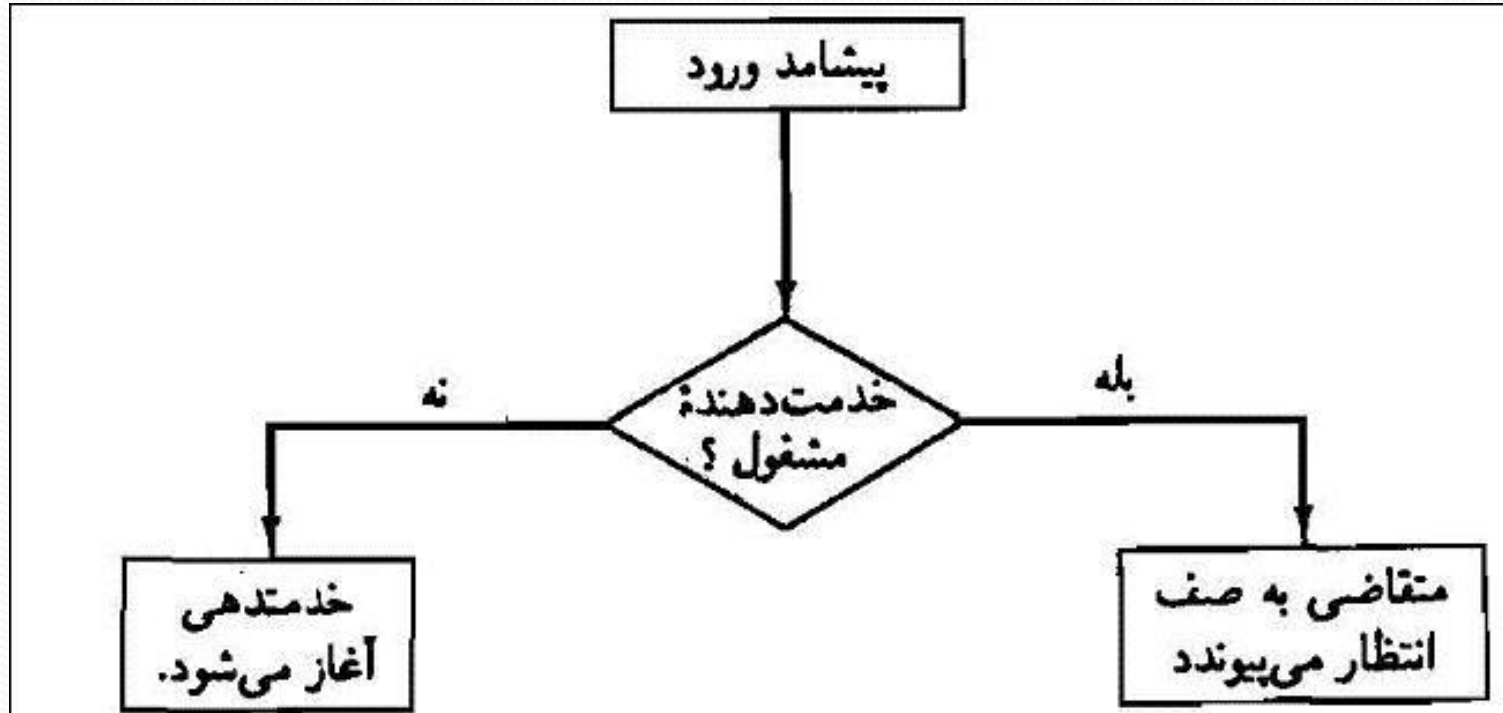 پیشامد ورود
بله
نه
خدمت‌دهندهٔ
مشغول ؟
متقاضی به صف
انتظار می‌پیوندد
خدمتدهی
آغاز می‌شود.